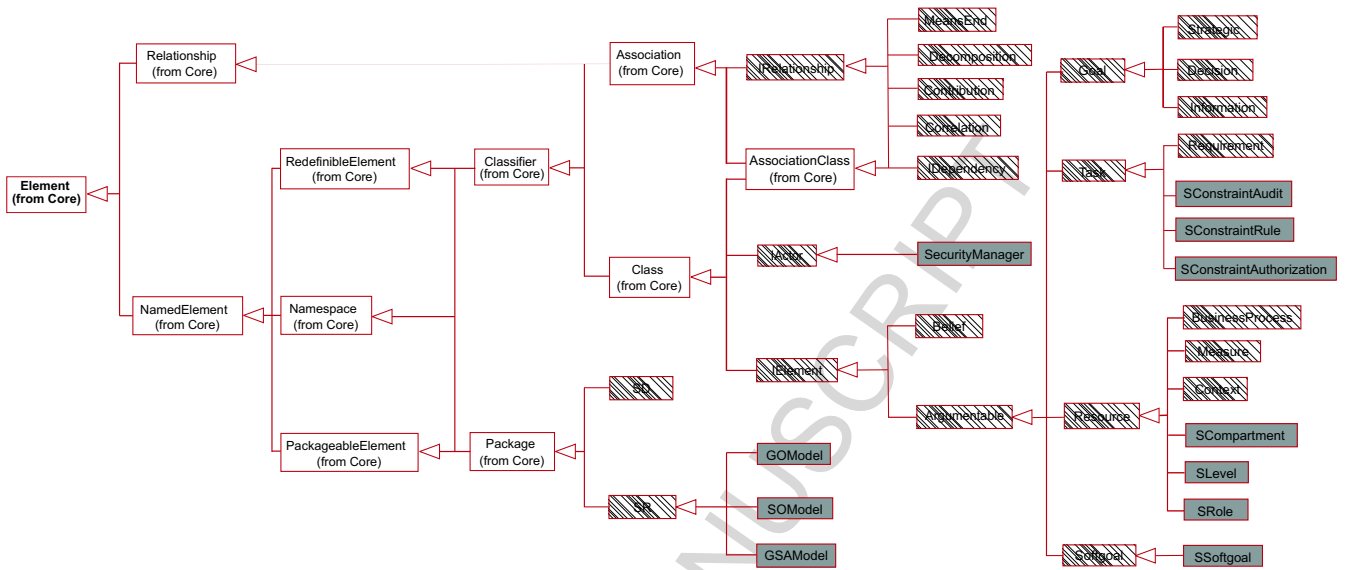 Element
(from Core)
Relationship
(from Core)
NamedElement
(from Core)
RedefinibleElement
(from Core)
Namespace
(from Core)
PackageableElement
(from Core)
Classifier
(from Core)
Package
(from Core)
Association
(from Core)
Class
(from Core)
SD
SR
IRelationship
AssociationClass
(from Core)
IActor
IElement
GOModel
SOModel
GSAModel
MeansEnd
Decomposition
Contribution
Correlation
IDependency
SecurityManager
Belief
Argumentable
Goal
Task
Resource
Softgoal
Strategic
Decision
Information
Requirement
SConstraintAudit
SConstraintRule
SConstraintAuthorization
BusinessProcess
Measure
Context
SCompartment
SLevel
SRole
SSoftgoal
NUSCRIPT